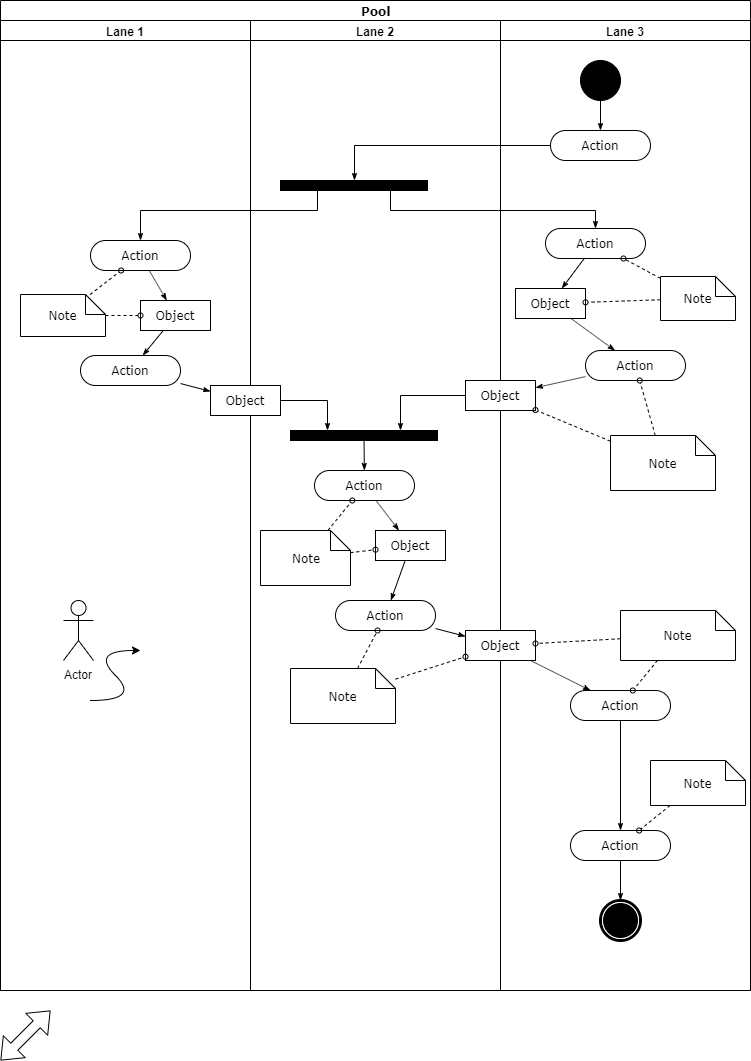 Pool
Lane 1
Lane 2
Lane 3
Action
Action
Action
Note
Object
Object
Note
Action
Action
Object
Object
Note
Action
Note
Object
Action
Object
Note
Note
Action
Actor
Note
Action